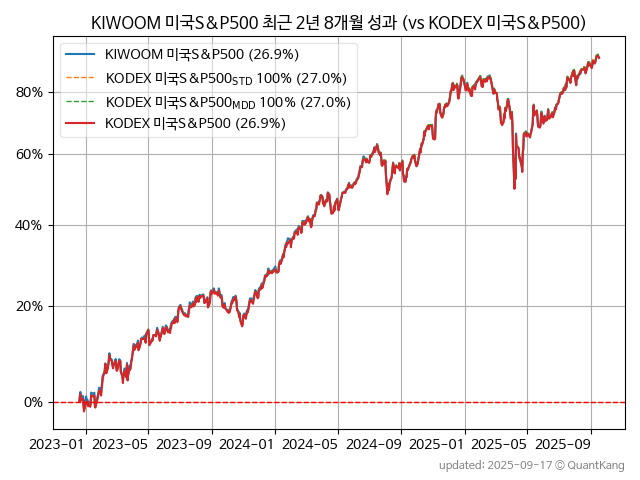 KIWOOM 미국S&P500 최근 2년 8개월 성과 (vs KODEX 미국S&P500)
KIWOOM 미국S&P500 (26.9%)
KODEX 미국S&P500STD 100% (27.0%)
KODEX 미국S&P500MDD 100% (27.0%)
KODEX 미국S&P500 (26.9%)
80%
60%
40%
20%
0%
2023-01 2023-05 2023-09 2024-01 2024-05 2024-09 2025-01 2025-05 2025-09
updated: 2025-09-17 © QuantKang